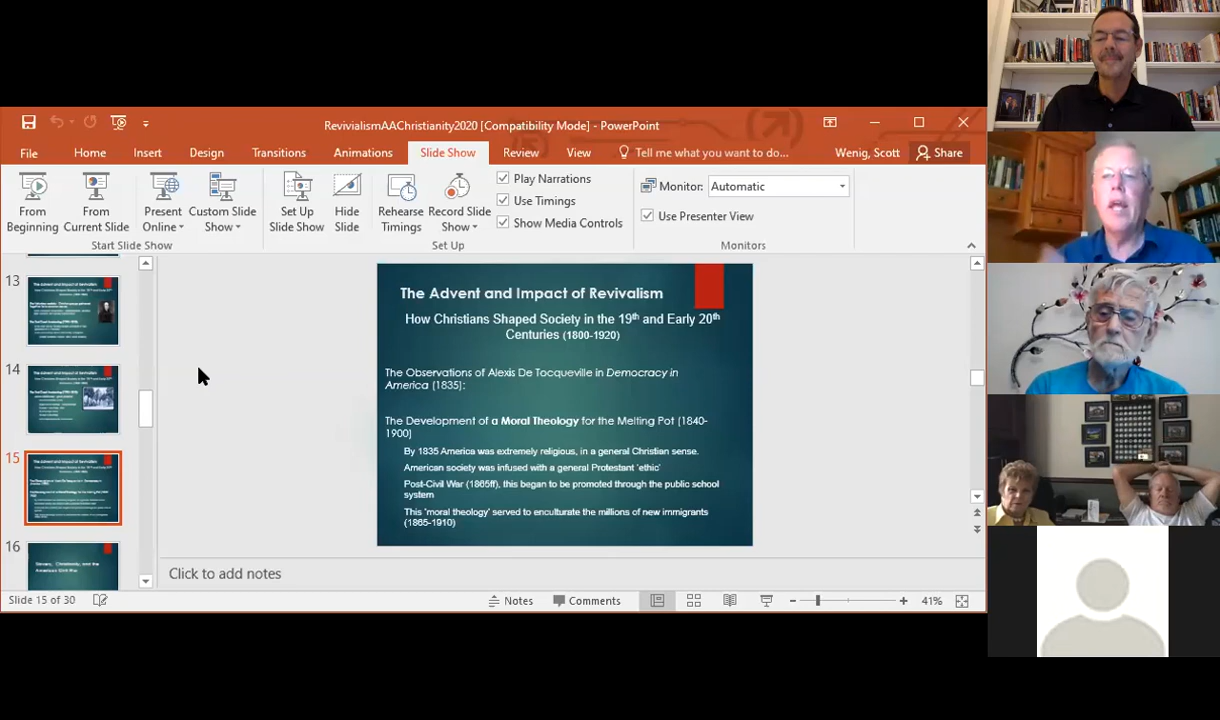 RevivialismAAChristianity2020 [Compatibility Mode] - PowerPoint
File Home Insert Design Transitions Animations Slide Show Review View Tell me what you want to do... Wenig, Scott Share
From Beginning
From Current Slide
Present Online
Custom Slide Show
Start Slide Show
Set Up Slide Show
Hide Slide
Rehearse Timings
Record Slide Show
Play Narrations
Use Timings
Show Media Controls
Set Up
Monitor: Automatic
Use Presenter View
Monitors
13
14
15
16
Slavery, Christianity, and the
American Civil War
The Advent and Impact of Revivalism
How Christians Shaped Society in the 19th and Early 20th
Centuries (1800-1920)
The Observations of Alexis De Tocqueville in Democracy in
America (1835):
The Development of a Moral Theology for the Melting Pot (1840-
1900)
By 1835 America was extremely religious, in a general Christian sense.
American society was infused with a general Protestant 'ethic'
Post-Civil War (1865ff), this began to be promoted through the public school
system
This 'moral theology' served to enculturate the millions of new immigrants
(1865-1910)
Click to add notes
Slide 15 of 30 Notes Comments 41%